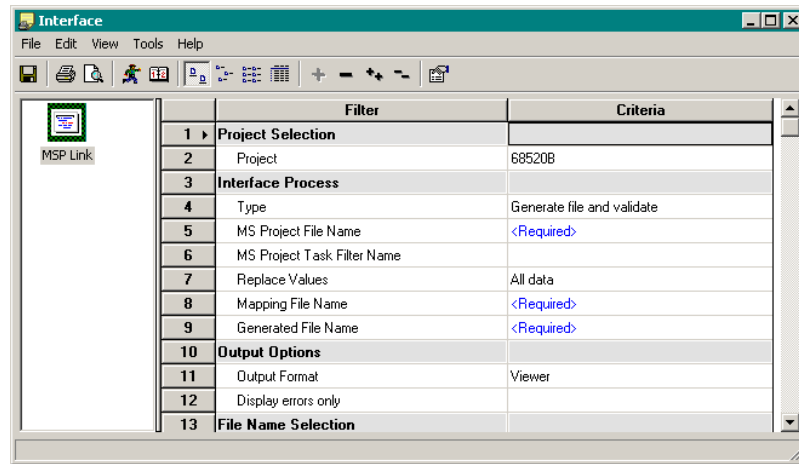 Interface
File Edit View Tools Help
Filter Criteria
1 Project Selection
2 Project 68520B
3 Interface Process
4 Type Generate file and validate
5 MS Project File Name <Required>
6 MS Project Task Filter Name
7 Replace Values All data
8 Mapping File Name <Required>
9 Generated File Name <Required>
10 Output Options
11 Output Format Viewer
12 Display errors only
13 File Name Selection
MSP Link